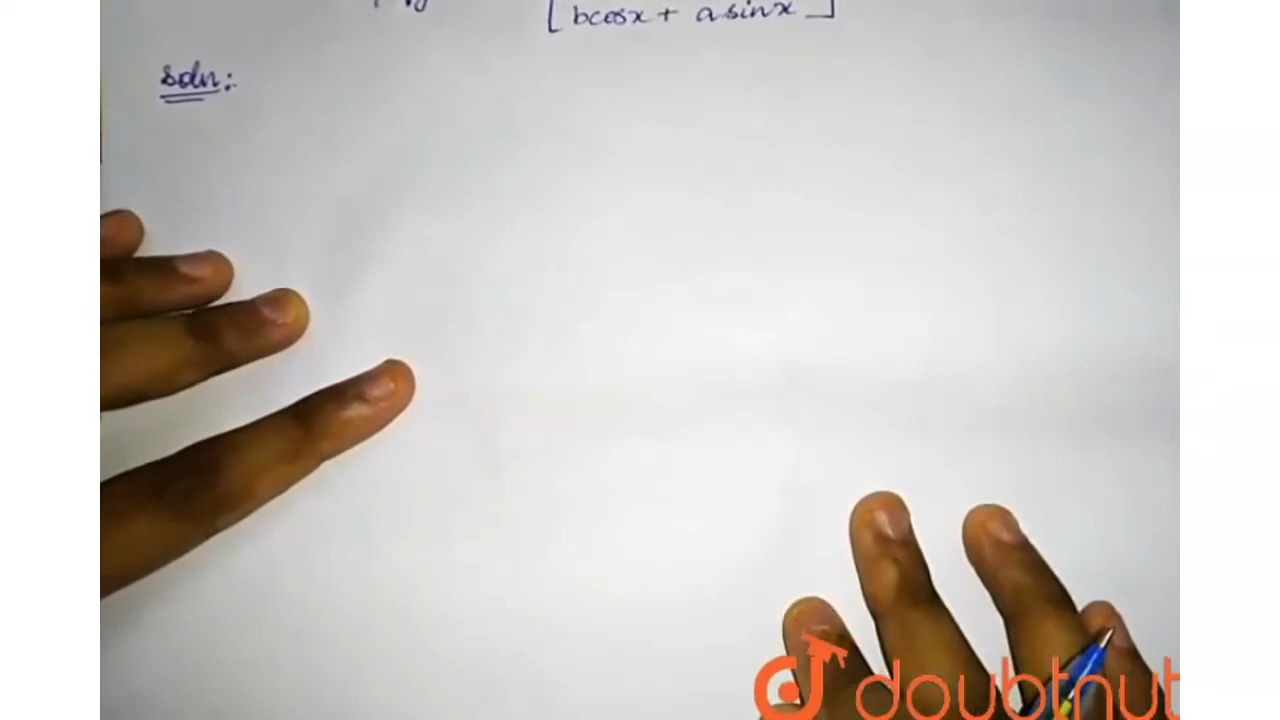 [ bcosx + asinx ]
Soln:
doubtnut